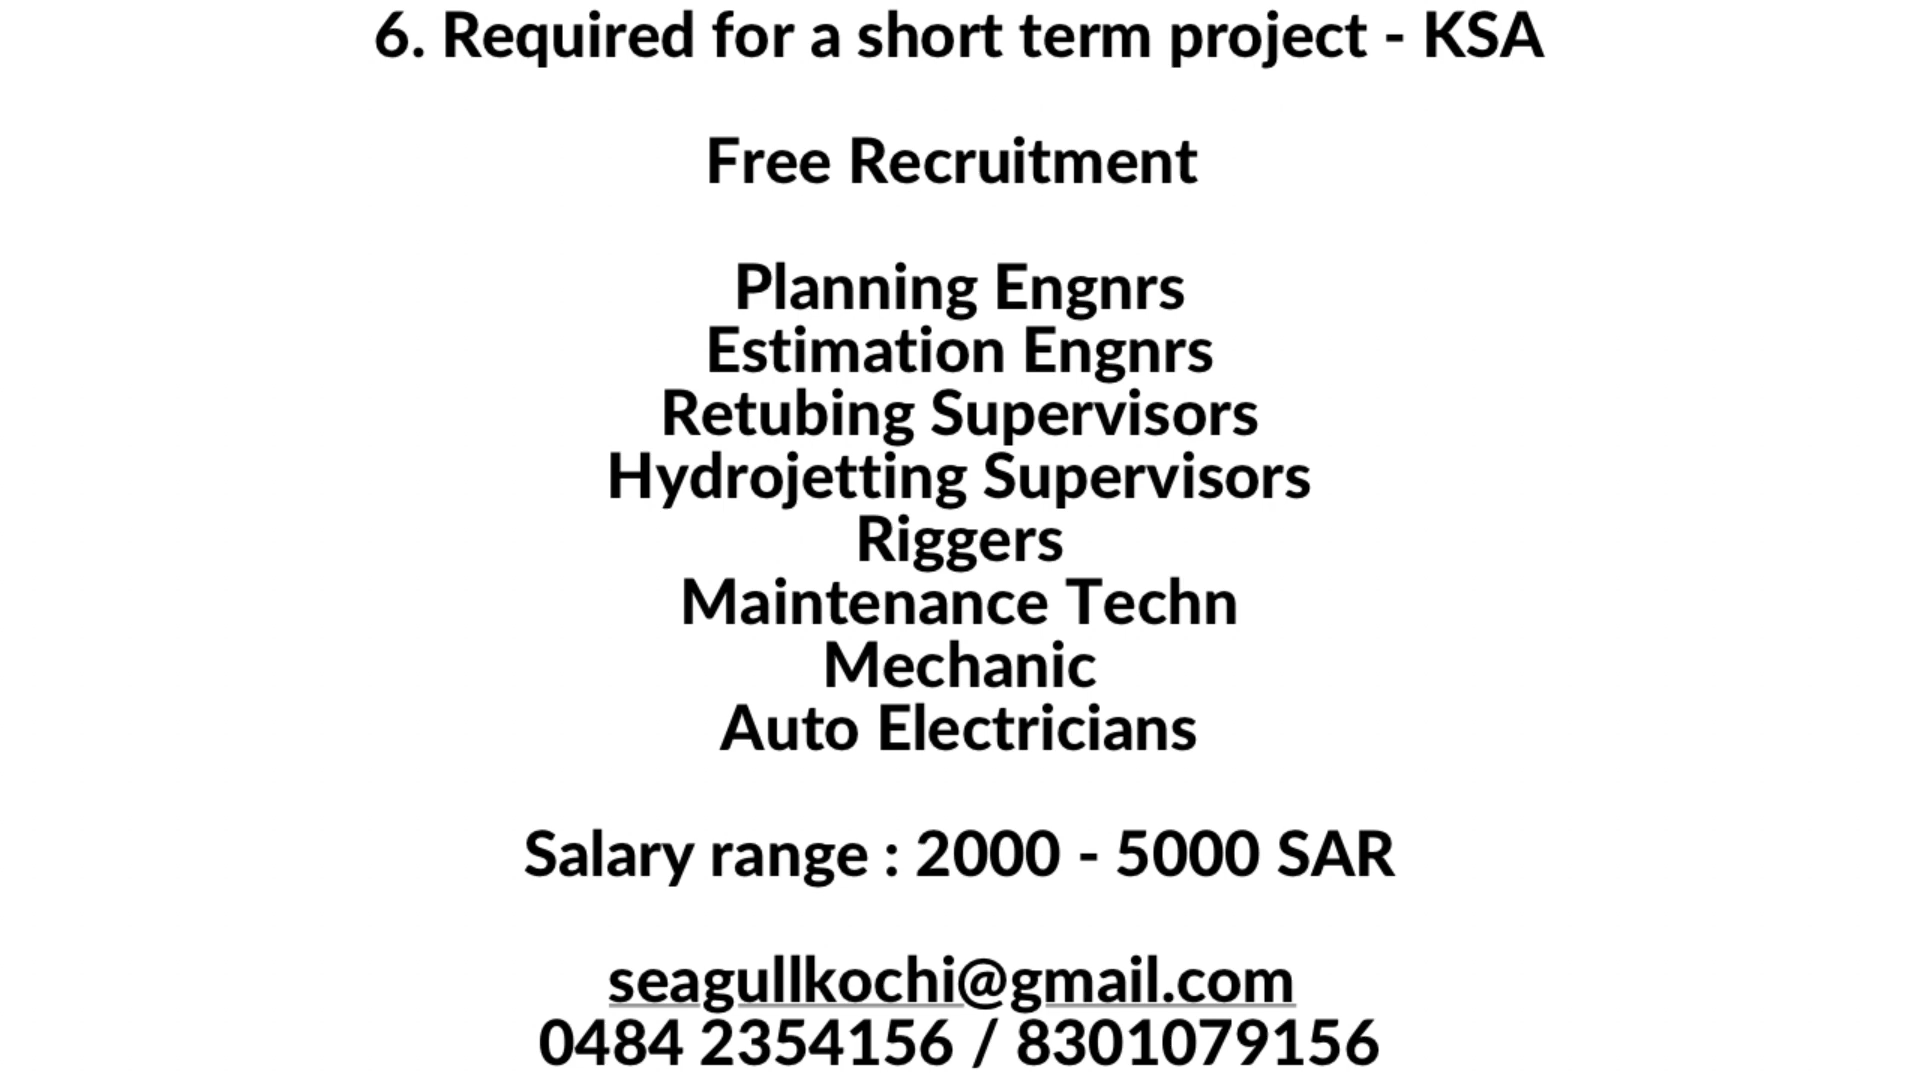 6. Required for a short term project - KSA
Free Recruitment
Planning Engnrs
Estimation Engnrs
Retubing Supervisors
Hydrojetting Supervisors
Riggers
Maintenance Techn
Mechanic
Auto Electricians
Salary range : 2000 - 5000 SAR
seagullkochi@gmail.com
0484 2354156 / 8301079156